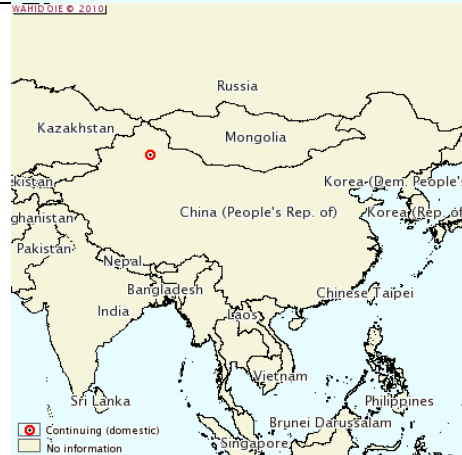 WAHID OIE © 2010
Russia
Kazakhstan
Mongolia
Korea (Dem. People's
kistan
China (People's Rep. of)
Korea (Rep. of
ghanistan
Pakistan
Nepal
Bangladesh
Chinese Taipei
India
Laos
Vietnam
Sri Lanka
Philippines
Brunei Darussalam
Continuing (domestic)
Singapore
No information